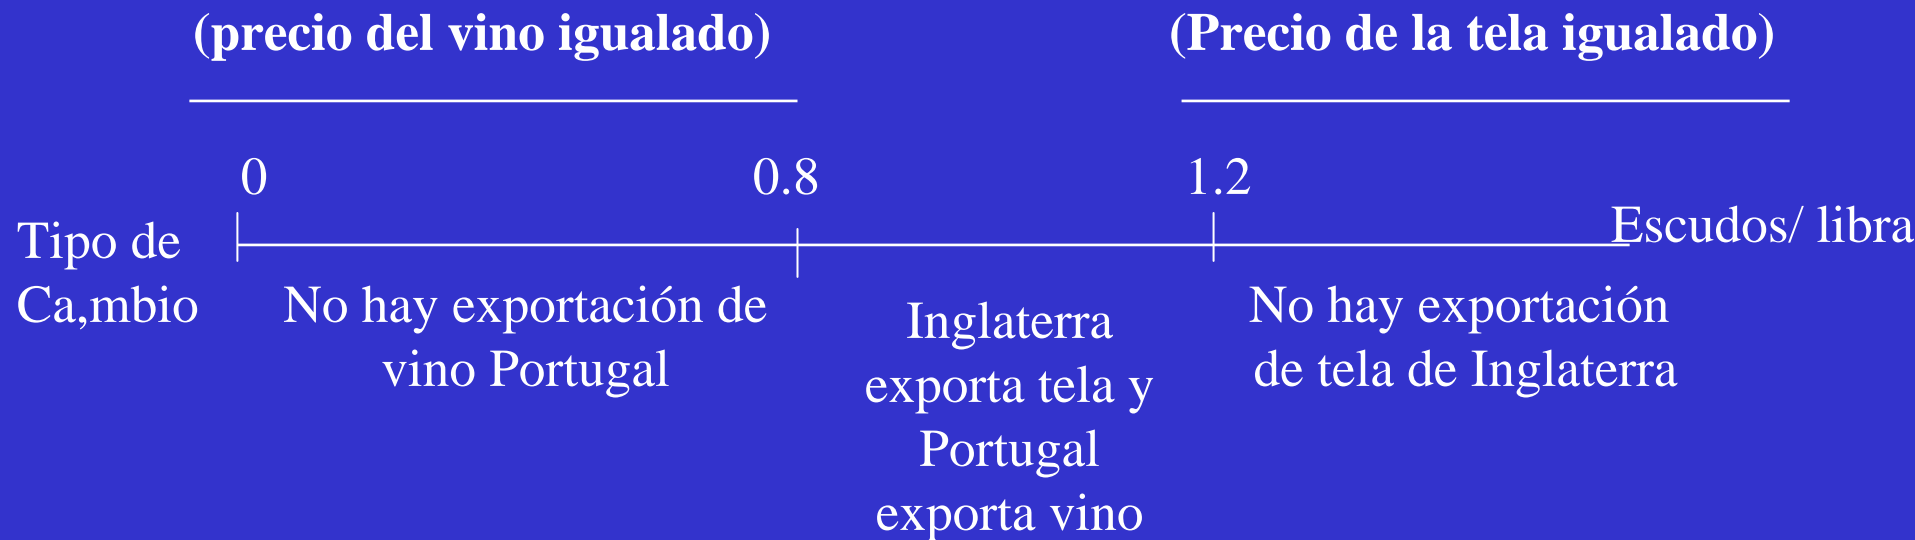 (precio del vino igualado)
(Precio de la tela igualado)
0
0.8
1.2
Escudos/ libra
Tipo de
Ca,mbio
No hay exportación de
vino Portugal
Inglaterra
exporta tela y
Portugal
exporta vino
No hay exportación
de tela de Inglaterra